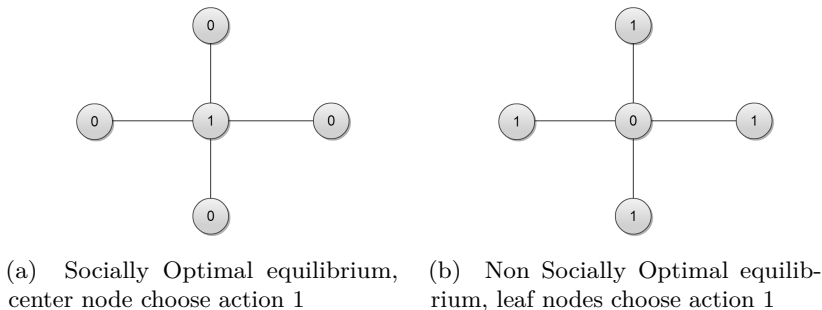 0
0
0 1 0
0
1
1 0 1
1
(a) Socially Optimal equilibrium,
center node choose action 1
(b) Non Socially Optimal equilib-
rium, leaf nodes choose action 1